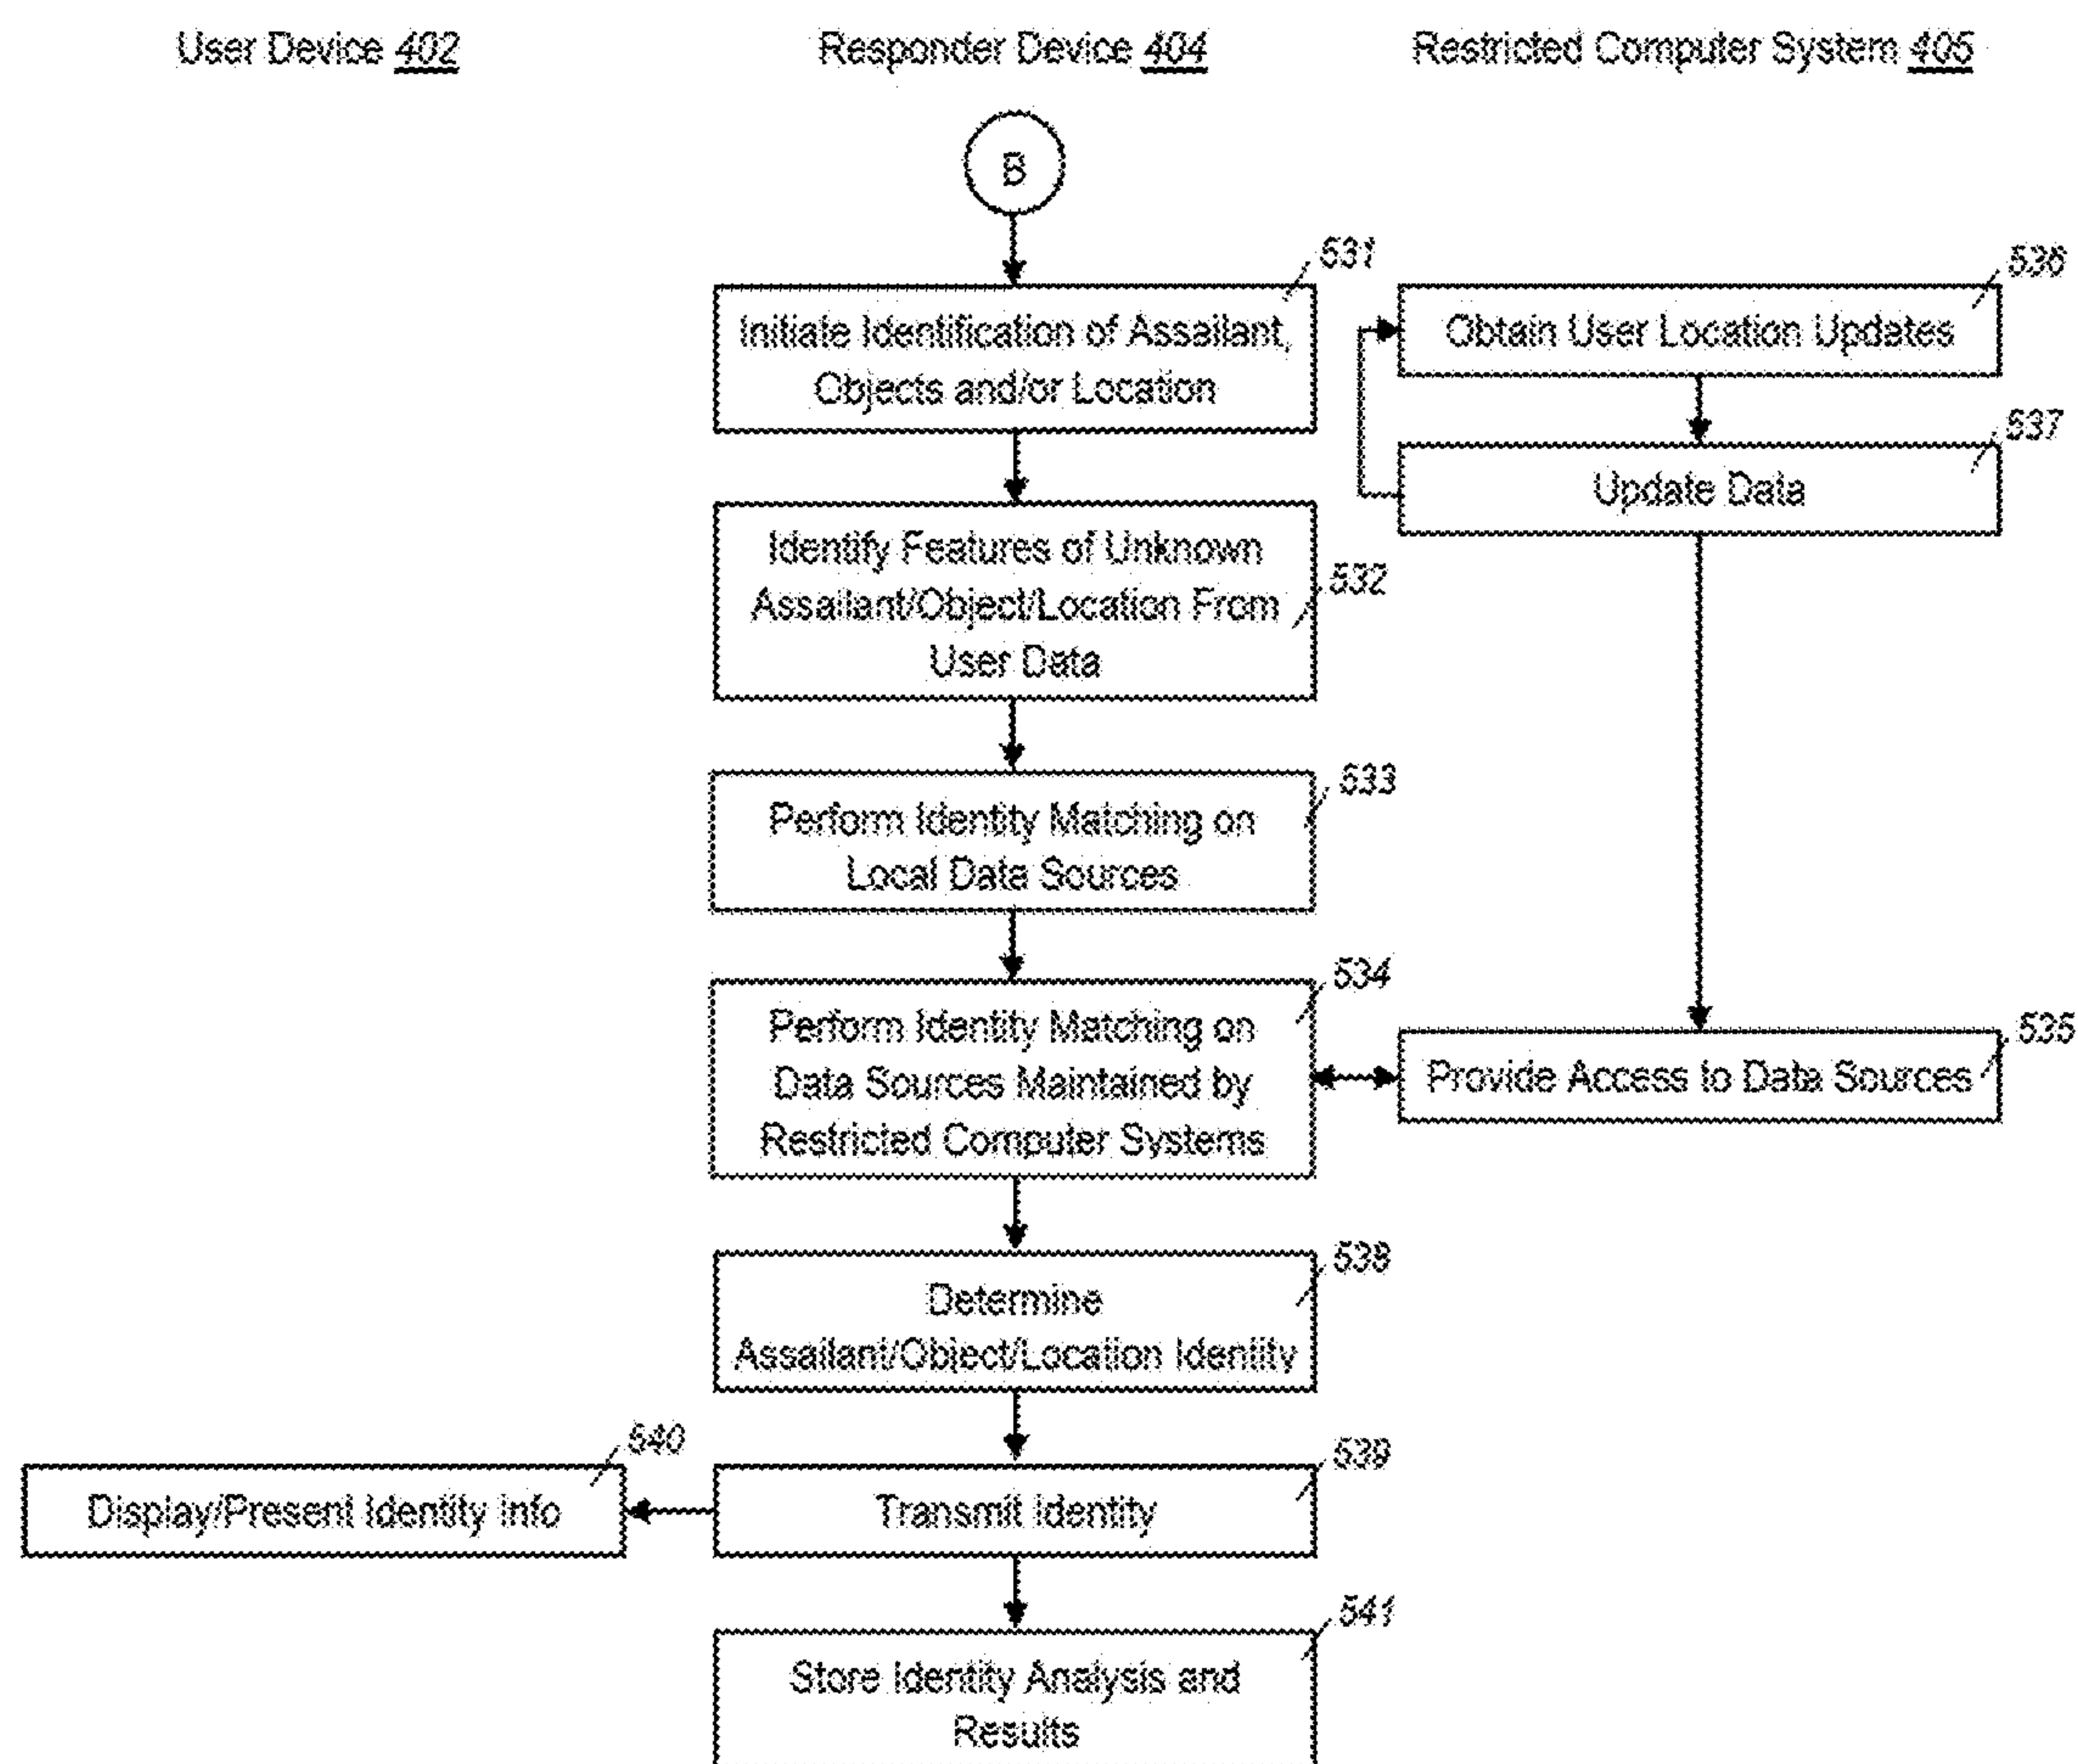 User Device 402
Responder Device 404
Restricted Computer System 405
B
531
Initiate Identification of Assailant,
Objects and/or Location
536
Obtain User Location Updates
537
Update Data
532
Identify Features of Unknown
Assailant/Object/Location From
User Data
533
Perform Identity Matching on
Local Data Sources
534
Perform Identity Matching on
Data Sources Maintained by
Restricted Computer Systems
535
Provide Access to Data Sources
538
Determine
Assailant/Object/Location Identity
540
Display/Present Identity Info
539
Transmit Identity
541
Store Identity Analysis and
Results